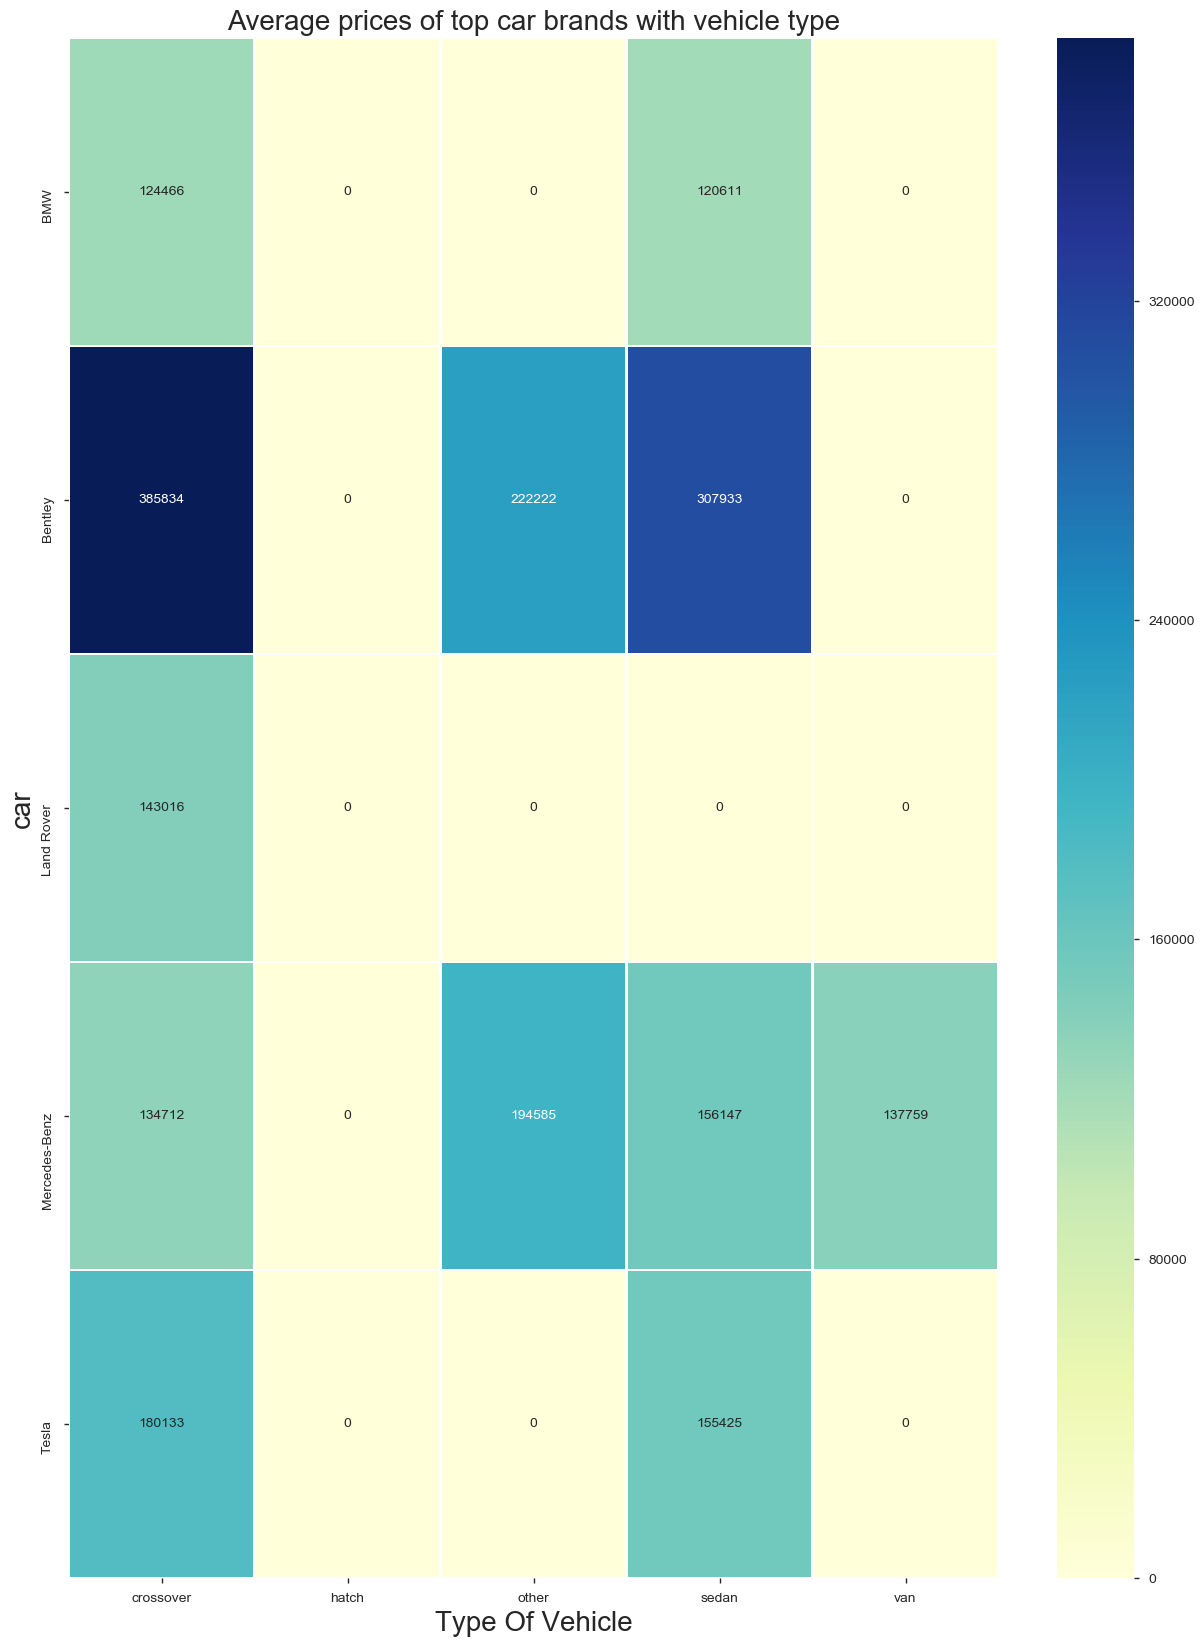 Average prices of top car brands with vehicle type
BMW 124466 0 0 120611 0
320000
Bentley 385834 0 222222 307933 0
240000
car
Land Rover 143016 0 0 0 0
160000
Mercedes-Benz 134712 0 194585 156147 137759
80000
Tesla 180133 0 0 155425 0
0
crossover hatch other sedan van
Type Of Vehicle